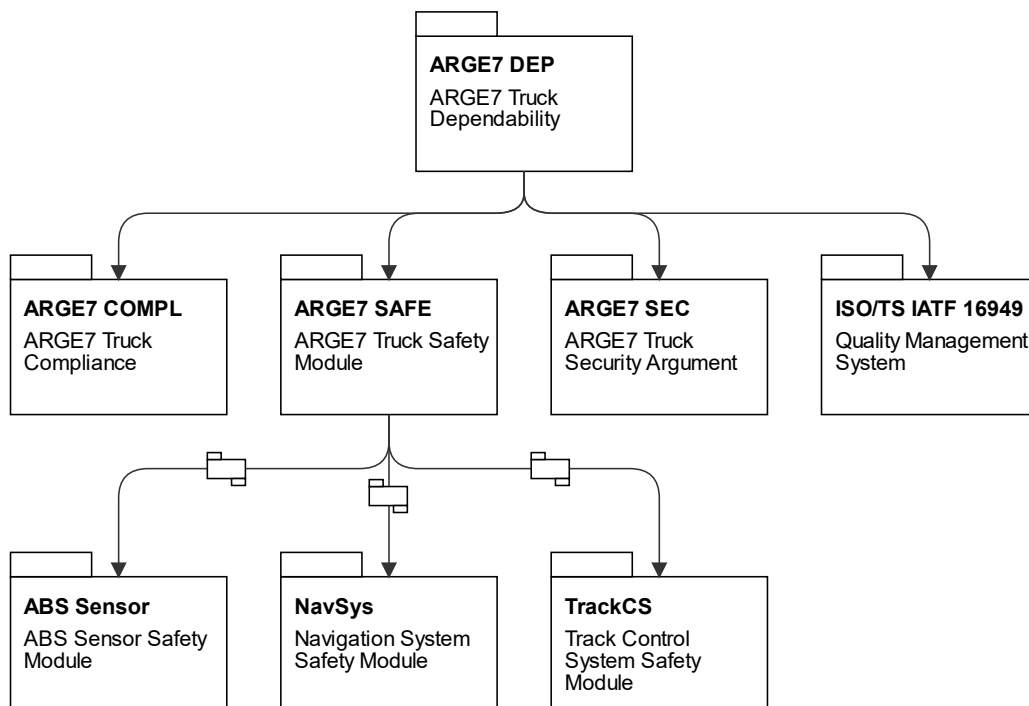 ARGE7 DEP
ARGE7 Truck
Dependability
ARGE7 COMPL
ARGE7 Truck
Compliance
ARGE7 SAFE
ARGE7 Truck Safety
Module
ARGE7 SEC
ARGE7 Truck
Security Argument
ISO/TS IATF 16949
Quality Management
System
ABS Sensor
ABS Sensor Safety
Module
NavSys
Navigation System
Safety Module
TrackCS
Track Control
System Safety
Module